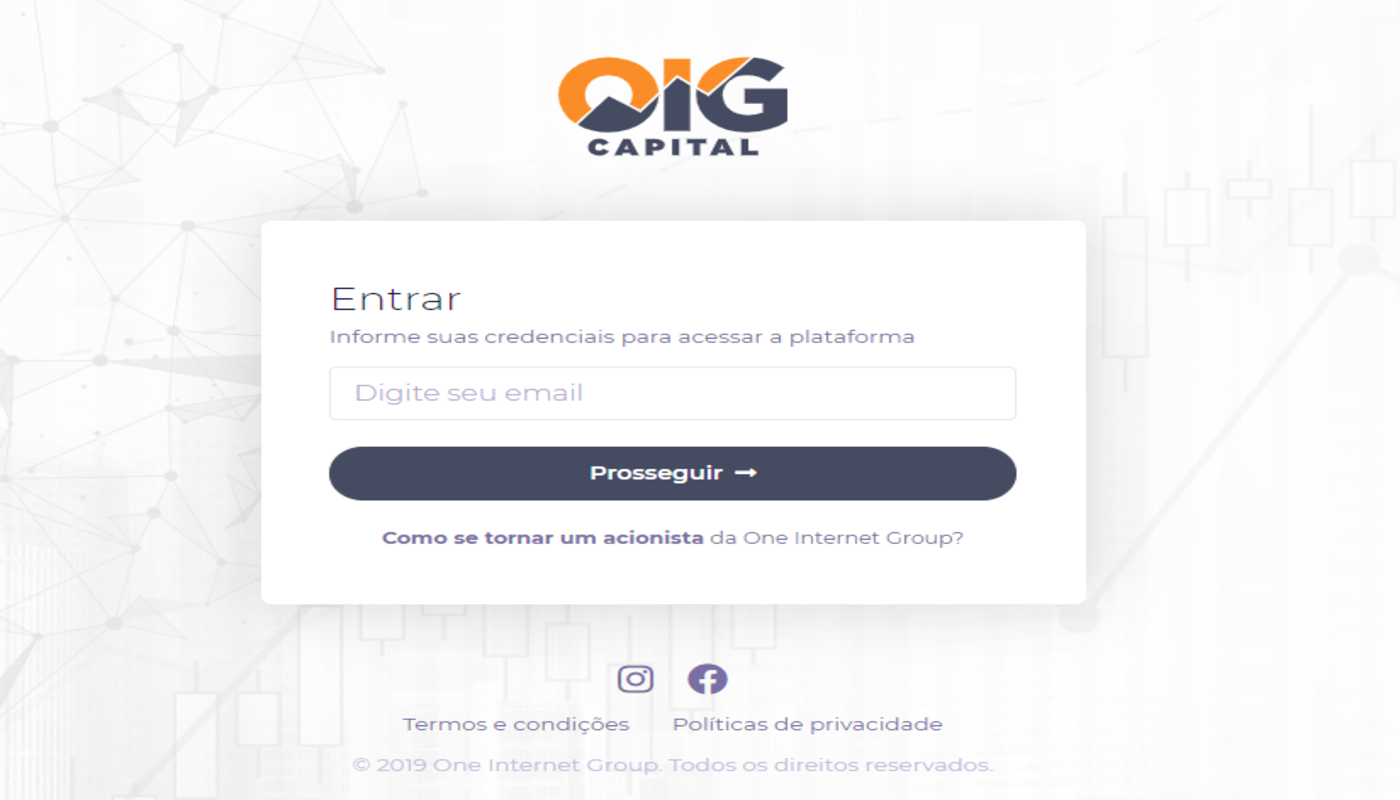 OIG
CAPITAL
Entrar
Informe suas credenciais para acessar a plataforma
Digite seu email
Prosseguir →
Como se tornar um acionista da One Internet Group?
Termos e condições Políticas de privacidade
© 2019 One Internet Group. Todos os direitos reservados.